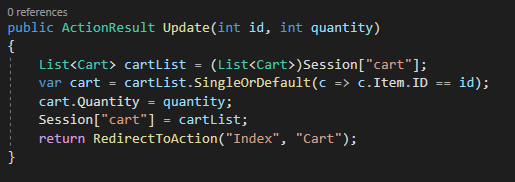 0 references
public ActionResult Update(int id, int quantity)
{
List<Cart> cartList = (List<Cart>)Session["cart"];
var cart = cartList.SingleOrDefault(c => c.Item.ID == id);
cart.Quantity = quantity;
Session["cart"] = cartList;
return RedirectToAction("Index", "Cart");
}